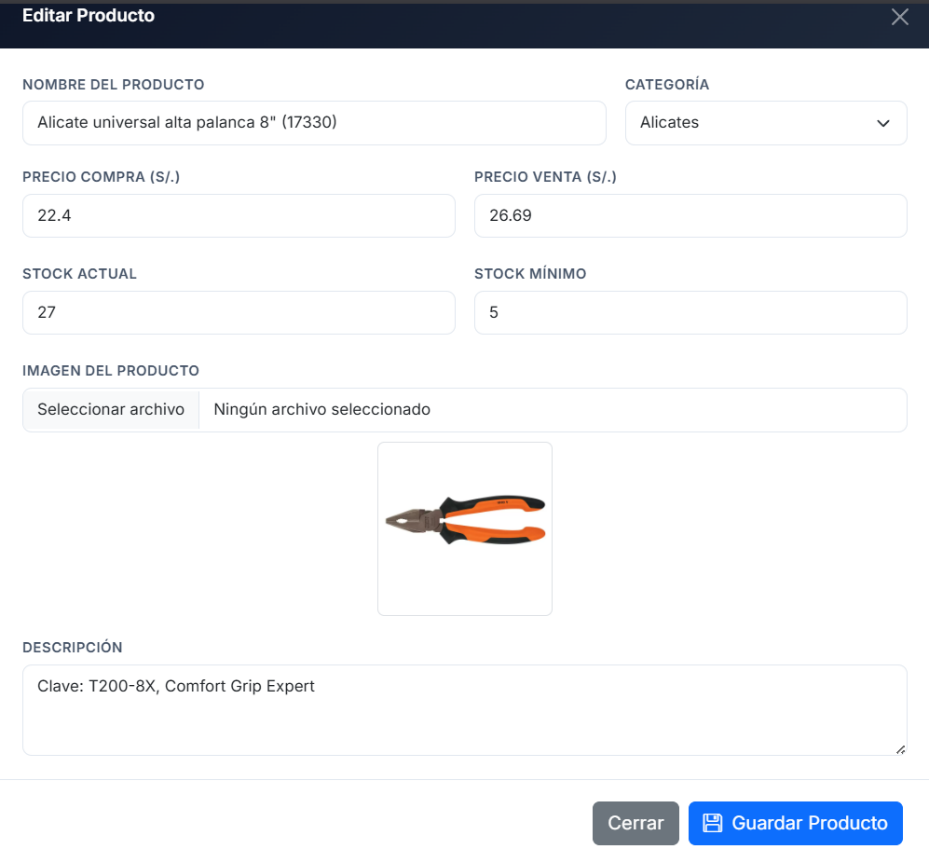 Editar Producto
NOMBRE DEL PRODUCTO
CATEGORÍA
Alicate universal alta palanca 8" (17330)
Alicates
PRECIO COMPRA (S/.)
PRECIO VENTA (S/.)
22.4
26.69
STOCK ACTUAL
STOCK MÍNIMO
27
5
IMAGEN DEL PRODUCTO
Seleccionar archivo
Ningún archivo seleccionado
DESCRIPCIÓN
Clave: T200-8X, Comfort Grip Expert
Cerrar
Guardar Producto